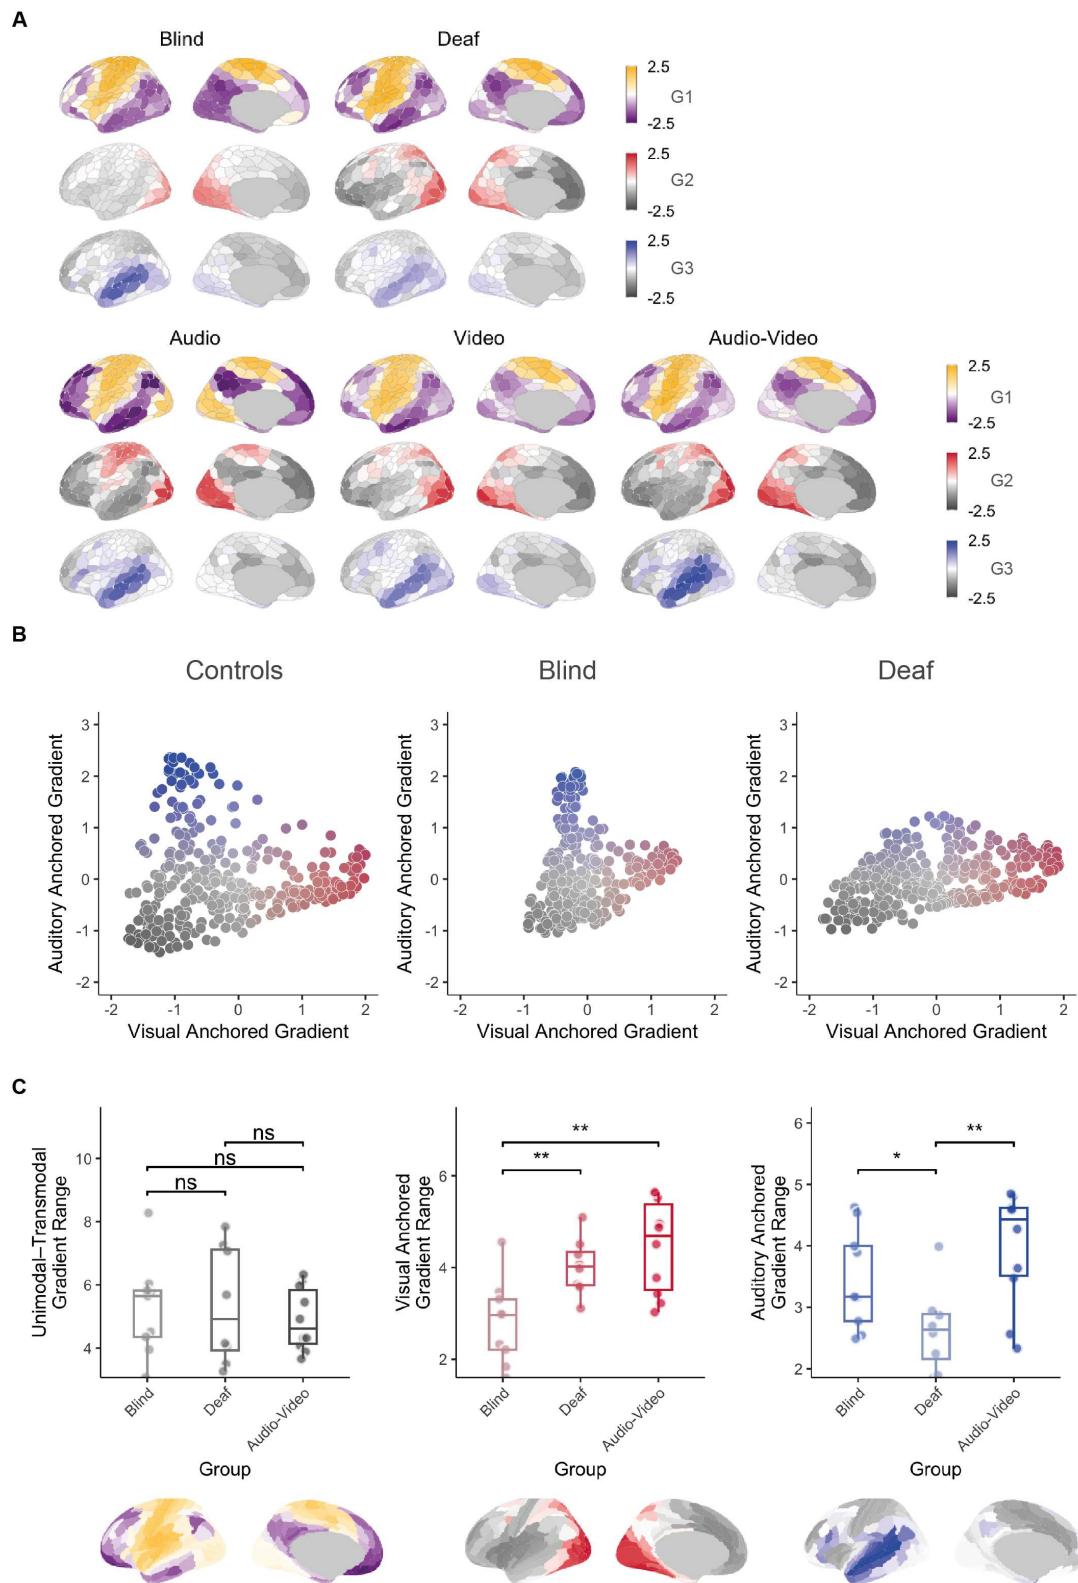 A
Blind
Deaf
2.5
G1
-2.5
2.5
G2
-2.5
2.5
G3
-2.5
Audio
Video
Audio-Video
2.5
G1
-2.5
2.5
G2
-2.5
2.5
G3
-2.5
B
Controls
Blind
Deaf
Auditory Anchored Gradient
3
2
1
0
-1
-2
-2 -1 0 1 2
Visual Anchored Gradient
Auditory Anchored Gradient
3
2
1
0
-1
-2
-2 -1 0 1 2
Visual Anchored Gradient
Auditory Anchored Gradient
3
2
1
0
-1
-2
-2 -1 0 1 2
Visual Anchored Gradient
C
Unimodal–Transmodal
Gradient Range
10
8
6
4
ns
ns
ns
Blind
Deaf
Audio-Video
Group
Visual Anchored
Gradient Range
6
4
2
**
**
Blind
Deaf
Audio-Video
Group
Auditory Anchored
Gradient Range
6
5
4
3
2
**
*
Blind
Deaf
Audio-Video
Group